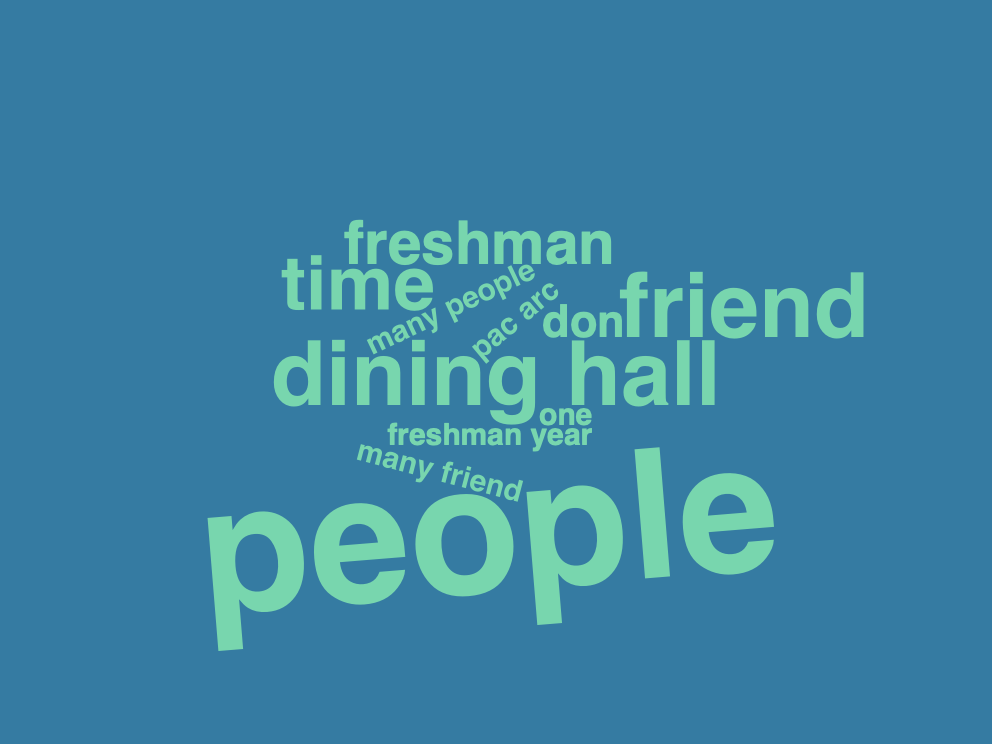 freshman
time
many people
pac arc
don
friend
dining hall
one
freshman year
many friend
people